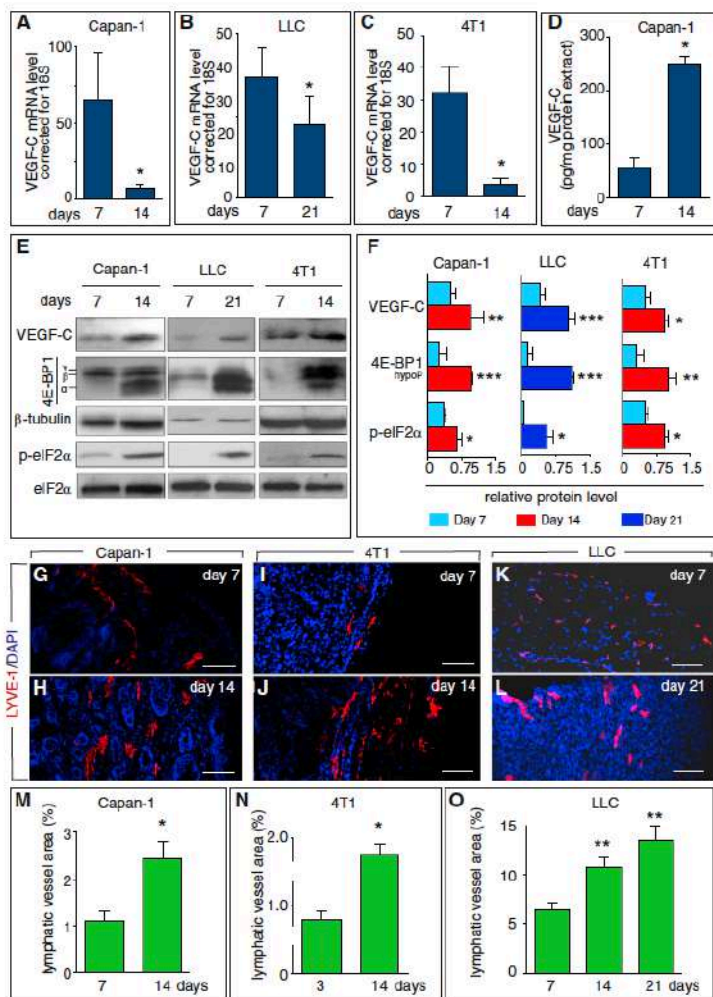 A Capan-1
VEGF-C mRNA level
corrected for 18S
100
75
50
25
0
days 7 14
*
B LLC
VEGF-C mRNA level
corrected for 18S
50
40
30
20
10
0
days 7 21
*
C 4T1
VEGF-C mRNA level
corrected for 18S
50
40
30
20
10
0
days 7 14
*
D Capan-1
VEGF-C
(pg/mg protein extract)
300
200
100
0
days 7 14
*
E
Capan-1 LLC 4T1
days 7 14 7 21 7 14
VEGF-C
4E-BP1 γ β α
β-tubulin
p-eIF2α
eIF2α
F
Capan-1 LLC 4T1
VEGF-C ** *** *
4E-BP1 *** *** **
hypoP
p-eIF2α * * *
0 0.75 1.5 0 0.75 1.5 0 0.75 1.5
relative protein level
Day 7 Day 14 Day 21
Capan-1 4T1 LLC
LYVE-1/DAPI
G day 7
I day 7
K day 7
H day 14
J day 14
L day 21
M Capan-1
lymphatic vessel area (%)
3
2
1
0
*
7 14 days
N 4T1
lymphatic vessel area (%)
2.0
1.0
0
*
3 14 days
O LLC
lymphatic vessel area (%)
15
10
5
0
** **
7 14 21 days